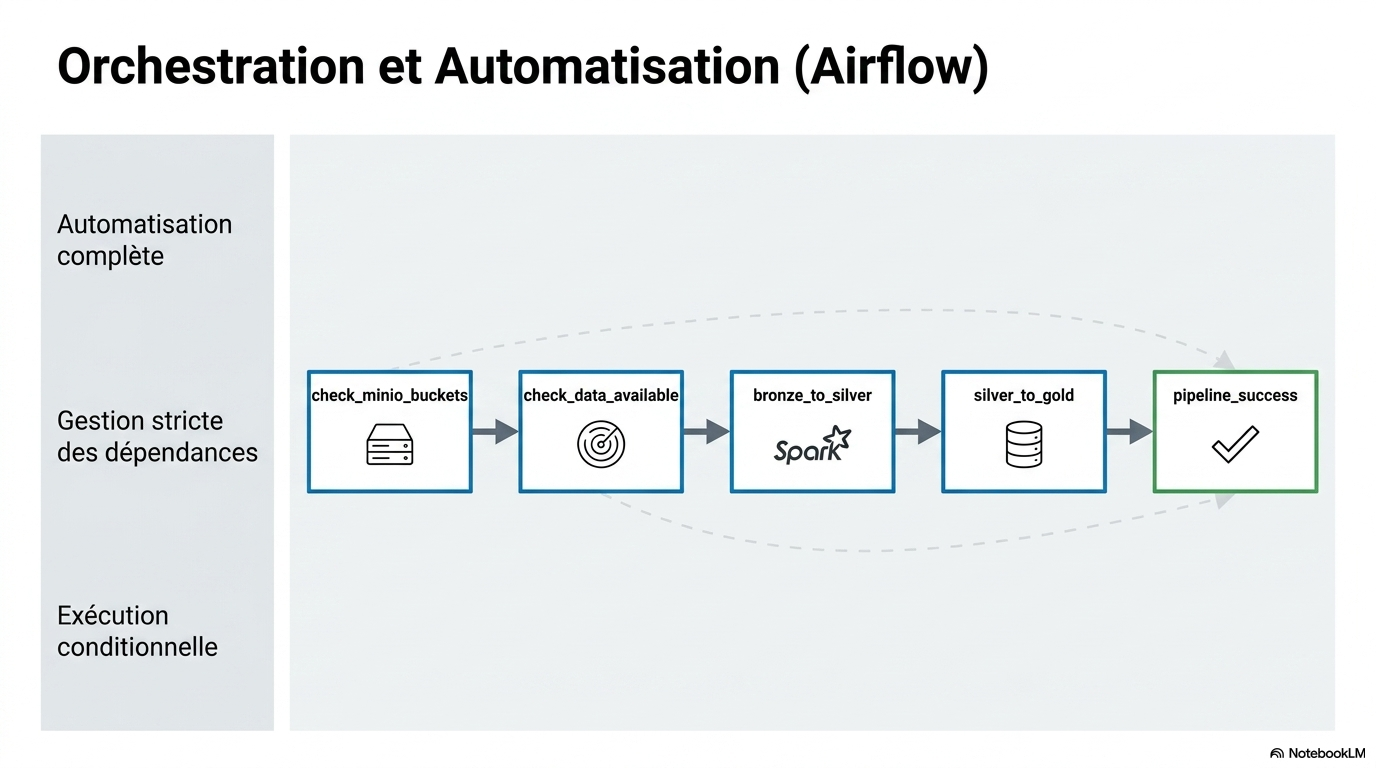 Orchestration et Automatisation (Airflow)
Automatisation
complète
Gestion stricte
des dépendances
Exécution
conditionnelle
check_minio_buckets
check_data_available
bronze_to_silver
Spark
silver_to_gold
pipeline_success
NotebookLM